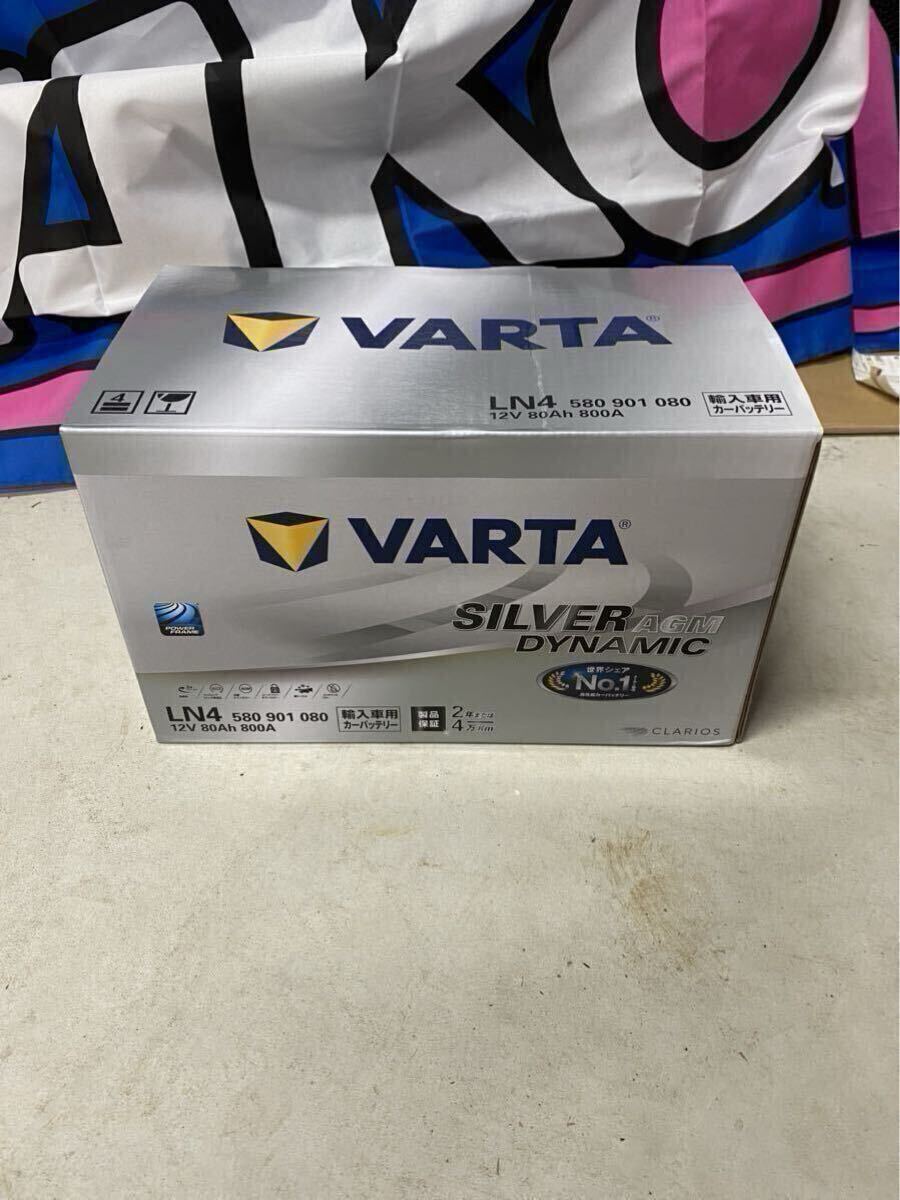 AKO
VARTA®
4
LN4 580 901 080
12V 80Ah 800A
輸入車用
カーバッテリー
VARTA®
POWER
FRAME
SILVER AGM
DYNAMIC
世界シェア
No.1
LN4 580 901 080
12V 80Ah 800A
輸入車用
カーバッテリー
製品
保証
2年または
4万km
CLARIOS